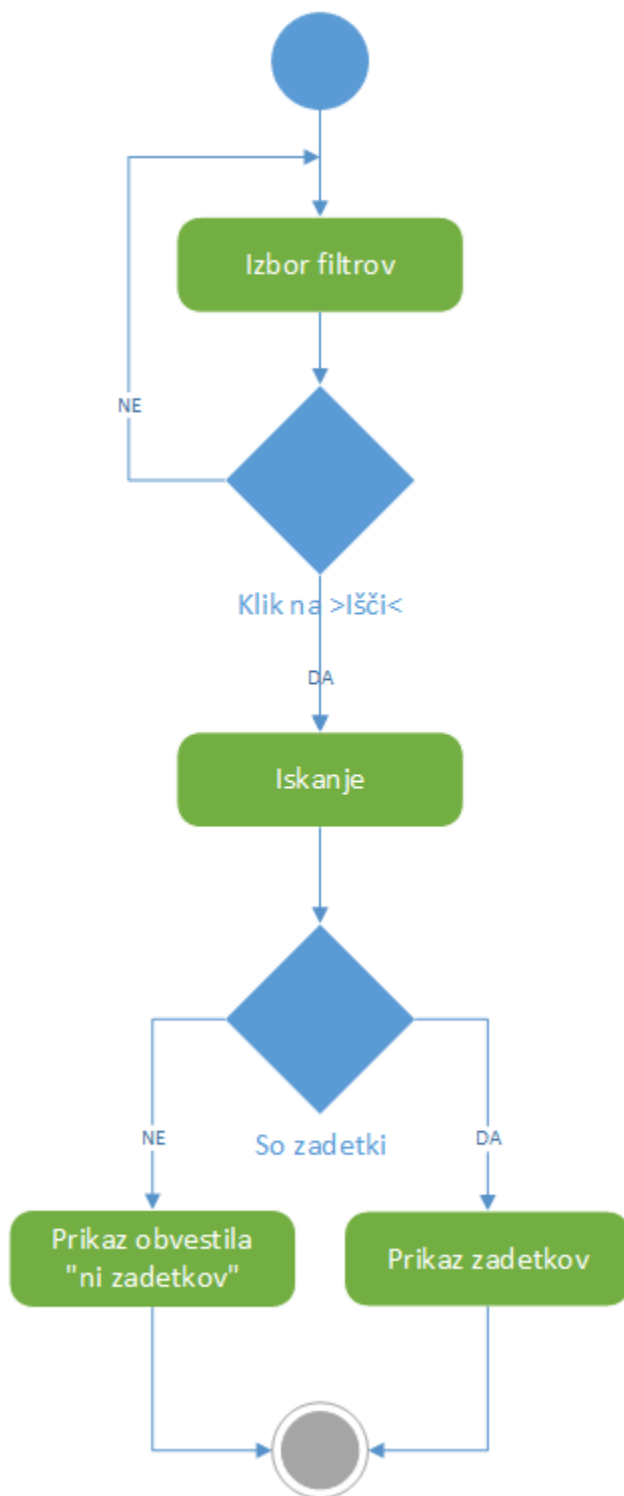 Izbor filtrov
NE
Klik na >Išči<
DA
Iskanje
NE
So zadetki
DA
Prikaz obvestila
"ni zadetkov"
Prikaz zadetkov